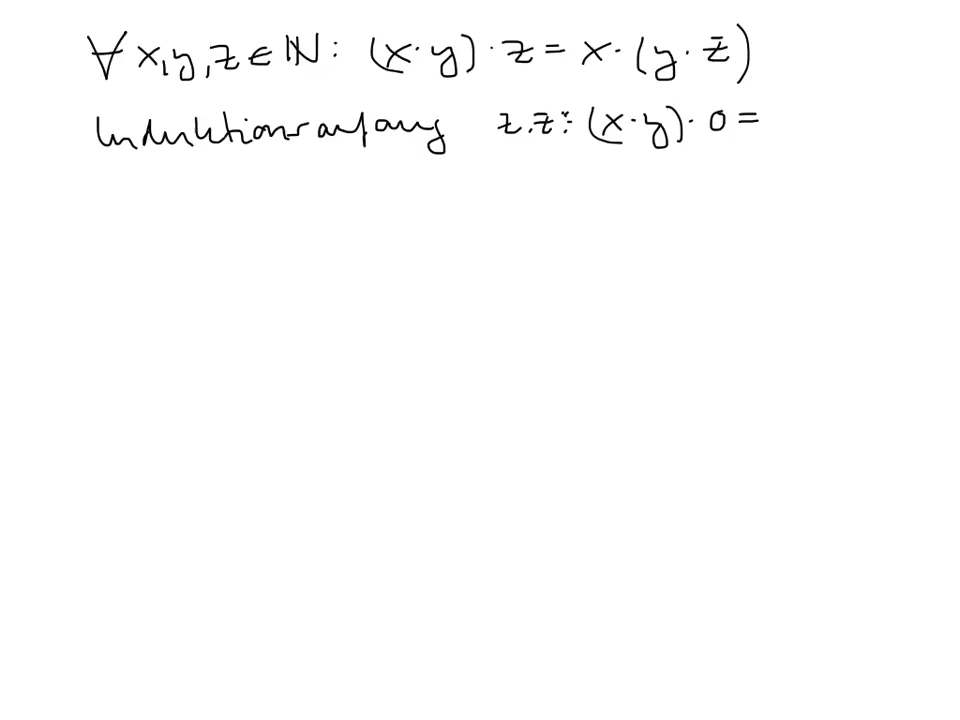 ∀ x,y,z ∈ ℕ: (x·y)·z = x·(y·z)
Induktionsanfang z.z: (x·y)·0 =